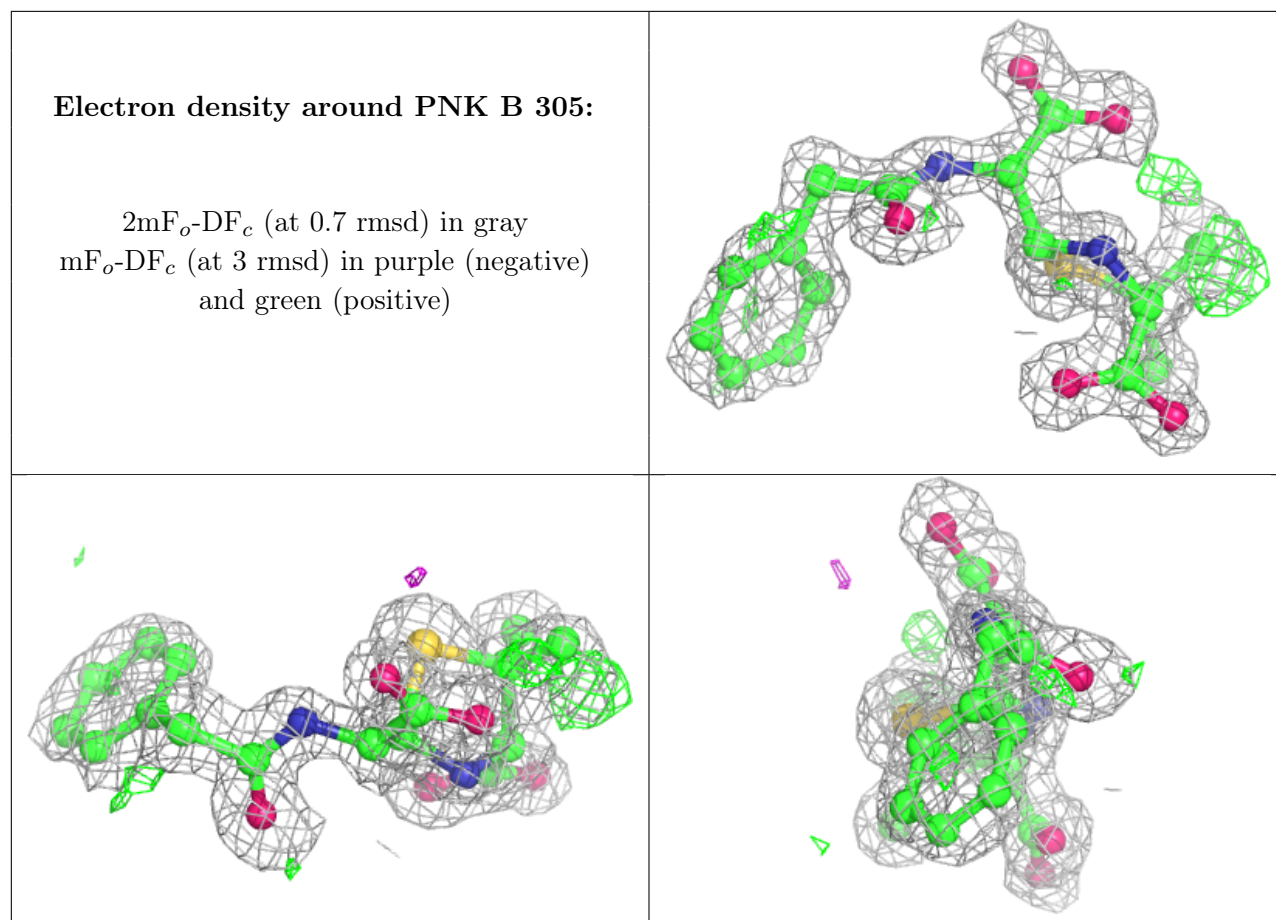 Electron density around PNK B 305:
2mFₒ-DF𝒸 (at 0.7 rmsd) in gray
mFₒ-DF𝒸 (at 3 rmsd) in purple (negative)
and green (positive)